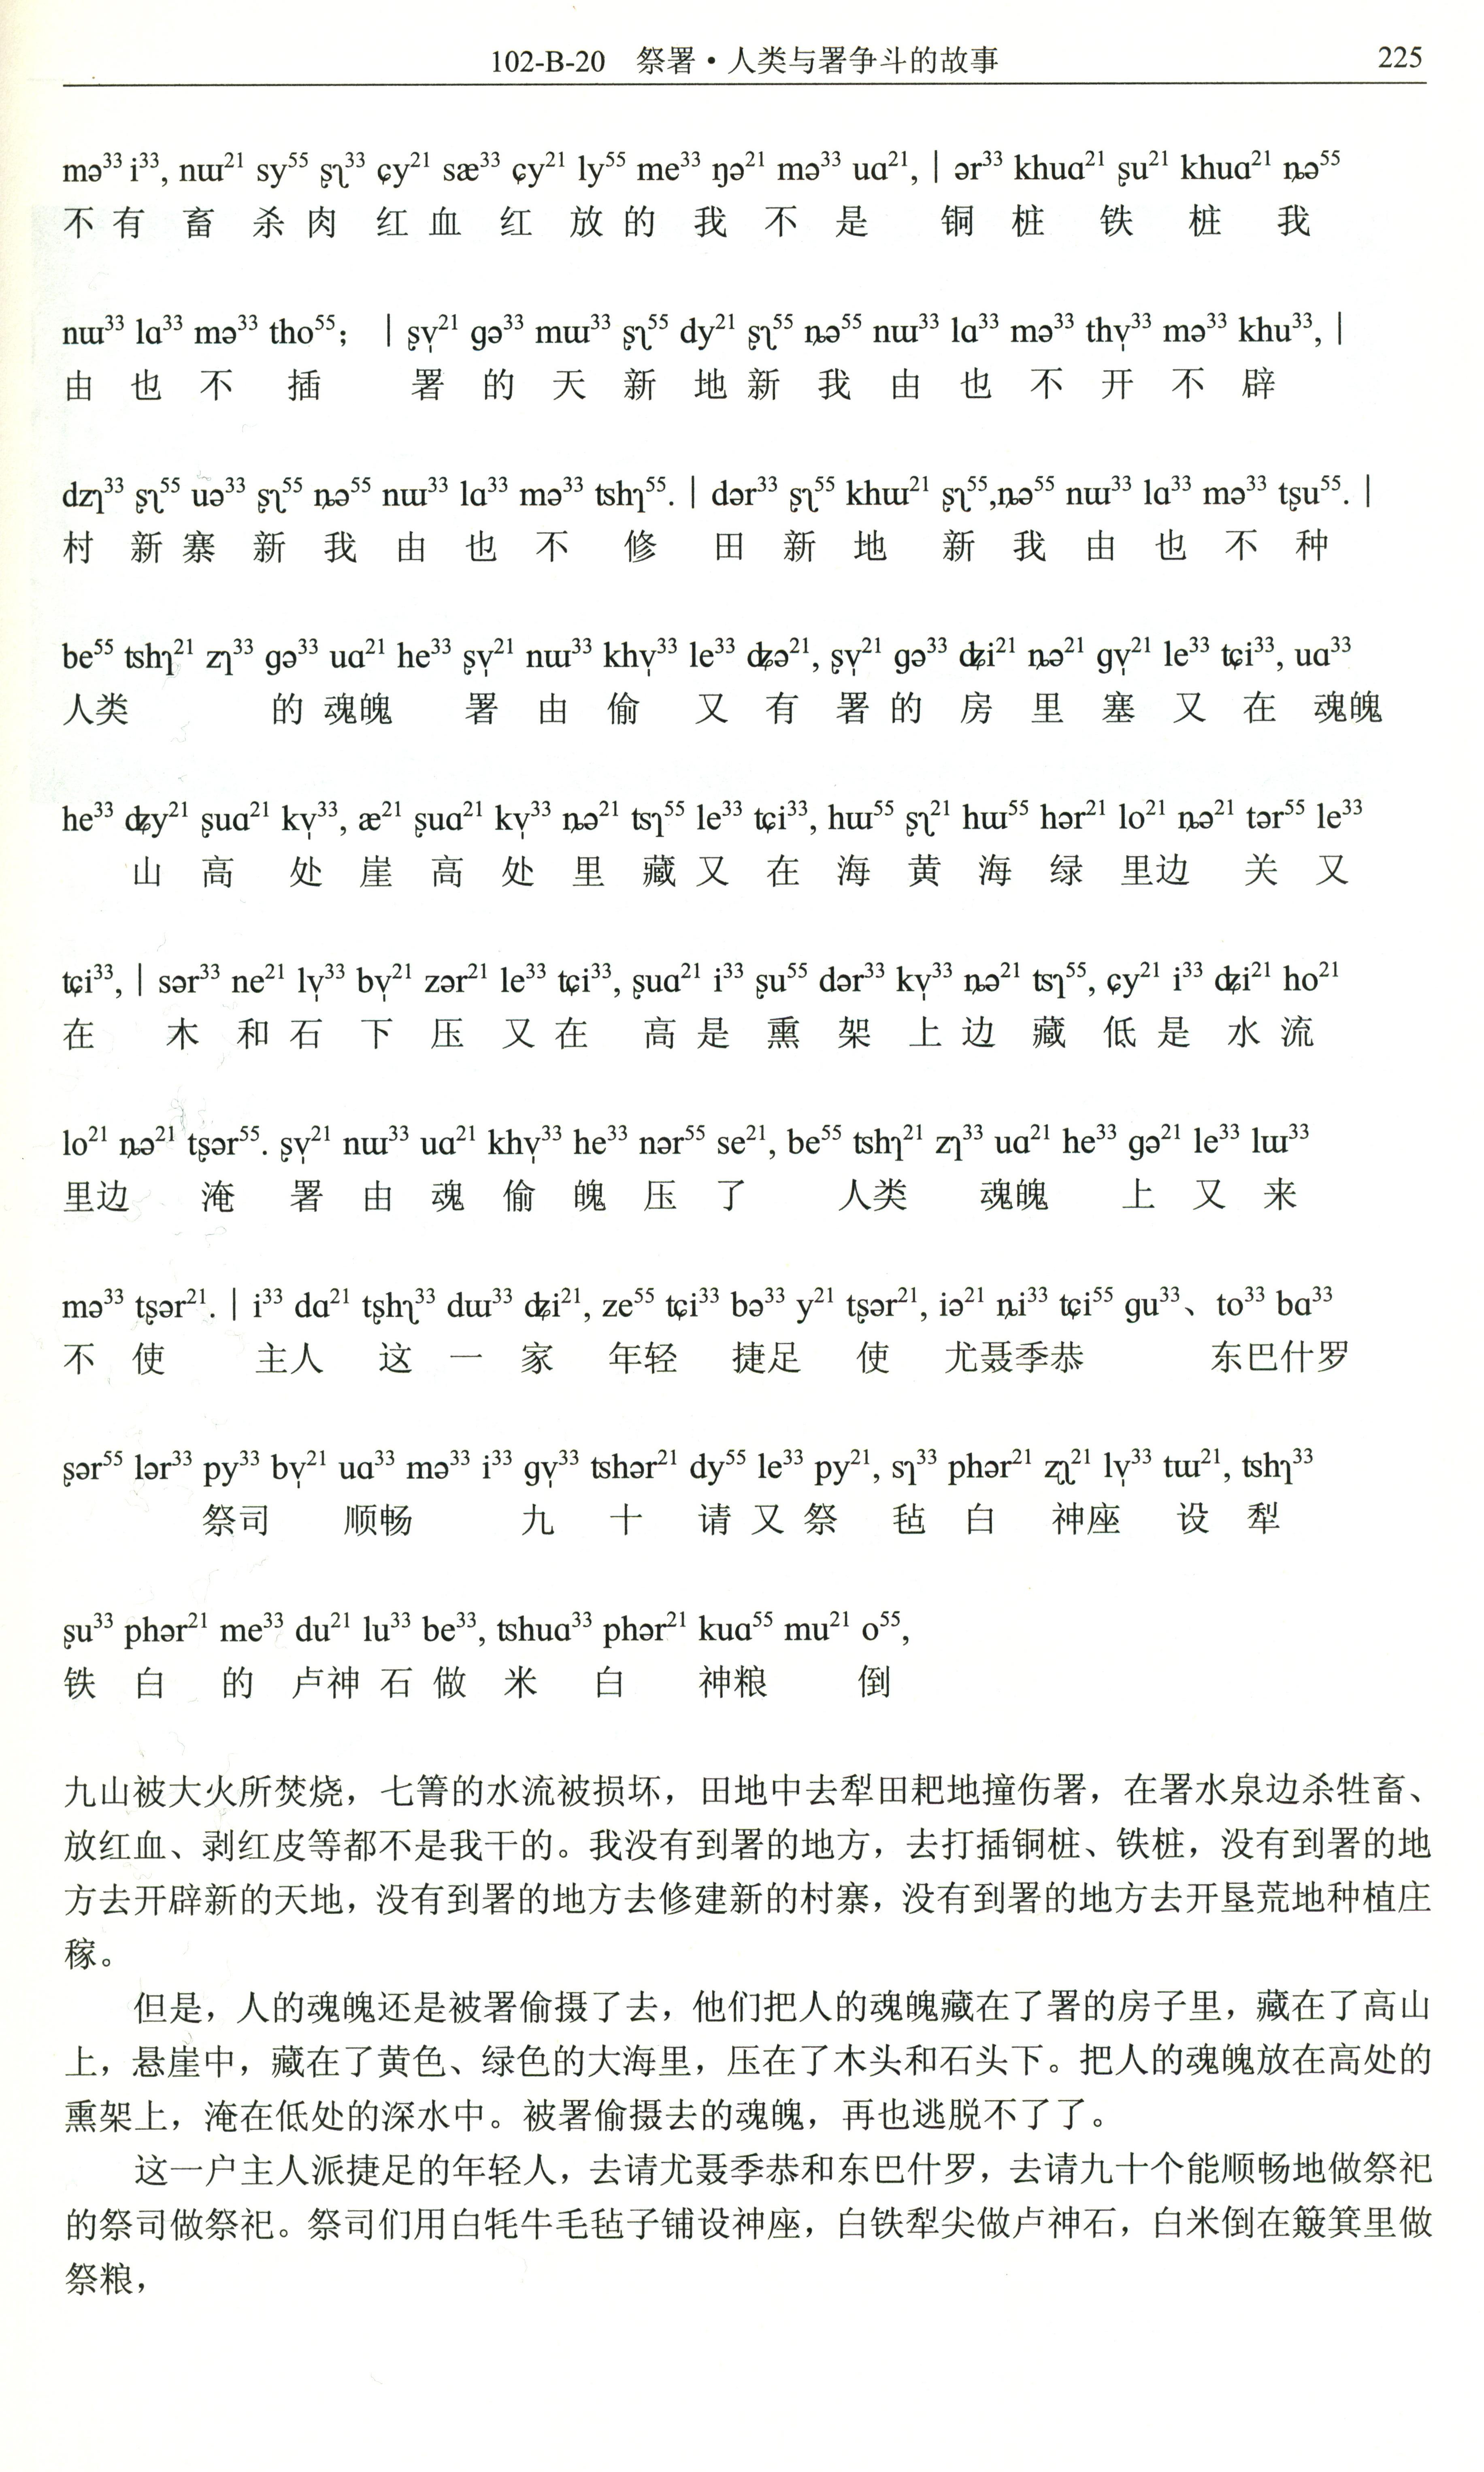 102-B-20　祭署·人类与署争斗的故事　225
mə³³ i³³, nɯ²¹ sy⁵⁵ ʂʅ³³ ɕy²¹ sæ³³ ɕy²¹ ly⁵⁵ me³³ ŋə²¹ mə³³ uɑ²¹, | ər³³ khuɑ²¹ ʂu²¹ khuɑ²¹ ȵə⁵⁵
不 有 畜 杀 肉 红 血 红 放 的 我 不 是 铜 桩 铁 桩 我
nɯ³³ lɑ³³ mə³³ tho⁵⁵; | ʂv̩²¹ gə³³ mɯ³³ ʂʅ⁵⁵ dy²¹ ʂʅ⁵⁵ ȵə⁵⁵ nɯ³³ lɑ³³ mə³³ thv̩³³ mə³³ khu³³, |
由 也 不 插 署 的 天 新 地 新 我 由 也 不 开 不 辟
dzɿ³³ ʂʅ⁵⁵ uə³³ ʂʅ⁵⁵ ȵə⁵⁵ nɯ³³ lɑ³³ mə³³ tshɿ⁵⁵. | dər³³ ʂʅ⁵⁵ khɯ²¹ ʂʅ⁵⁵,ȵə⁵⁵ nɯ³³ lɑ³³ mə³³ tʂu⁵⁵. |
村 新 寨 新 我 由 也 不 修 田 新 地 新 我 由 也 不 种
be⁵⁵ tshɿ²¹ zɿ³³ gə³³ uɑ²¹ he³³ ʂv̩²¹ nɯ³³ khv̩³³ le³³ dʑə²¹, ʂv̩²¹ gə³³ dʑi²¹ ȵə²¹ gv̩²¹ le³³ tɕi³³, uɑ³³
人类 的 魂魄 署 由 偷 又 有 署 的 房 里 塞 又 在 魂魄
he³³ dʑy²¹ ʂuɑ²¹ kv̩³³, æ²¹ ʂuɑ²¹ kv̩³³ ȵə²¹ tsɿ⁵⁵ le³³ tɕi³³, hɯ⁵⁵ ʂʅ²¹ hɯ⁵⁵ hər²¹ lo²¹ ȵə²¹ tər⁵⁵ le³³
山 高 处 崖 高 处 里 藏 又 在 海 黄 海 绿 里边 关 又
tɕi³³, | sər³³ ne²¹ lv̩³³ bv̩²¹ zər²¹ le³³ tɕi³³, ʂuɑ²¹ i³³ ʂu⁵⁵ dər³³ kv̩³³ ȵə²¹ tsɿ⁵⁵, ɕy²¹ i³³ dʑi²¹ ho²¹
在 木 和 石 下 压 又 在 高 是 熏 架 上 边 藏 低 是 水 流
lo²¹ ȵə²¹ tʂər⁵⁵. ʂv̩²¹ nɯ³³ uɑ²¹ khv̩³³ he³³ nər⁵⁵ se²¹, be⁵⁵ tshɿ²¹ zɿ³³ uɑ²¹ he³³ gə²¹ le³³ lɯ³³
里边 淹 署 由 魂 偷 魄 压 了 人类 魂魄 上 又 来
mə³³ tʂər²¹. | i³³ dɑ²¹ tʂhʅ³³ dɯ³³ dʑi²¹, ze⁵⁵ tɕi³³ bə³³ y²¹ tʂər²¹, iə²¹ ȵi³³ tɕi⁵⁵ gu³³、to³³ bɑ³³
不 使 主人 这 一 家 年轻 捷足 使 尤聂季恭 东巴什罗
ʂər⁵⁵ lər³³ py³³ bv̩²¹ uɑ³³ mə³³ i³³ gv̩³³ tshər²¹ dy⁵⁵ le³³ py²¹, sɿ³³ phər²¹ ʐʅ²¹ lv̩³³ tɯ²¹, tshɿ³³
祭司 顺畅 九 十 请 又 祭 毡 白 神座 设 犁
ʂu³³ phər²¹ me³³ du²¹ lu³³ be³³, tshuɑ³³ phər²¹ kuɑ⁵⁵ mu²¹ o⁵⁵,
铁 白 的 卢神 石 做 米 白 神粮 倒
九山被大火所焚烧，七箐的水流被损坏，田地中去犁田耙地撞伤署，在署水泉边杀牲畜、
放红血、剥红皮等都不是我干的。我没有到署的地方，去打插铜桩、铁桩，没有到署的地
方去开辟新的天地，没有到署的地方去修建新的村寨，没有到署的地方去开垦荒地种植庄
稼。
但是，人的魂魄还是被署偷摄了去，他们把人的魂魄藏在了署的房子里，藏在了高山
上，悬崖中，藏在了黄色、绿色的大海里，压在了木头和石头下。把人的魂魄放在高处的
熏架上，淹在低处的深水中。被署偷摄去的魂魄，再也逃脱不了了。
这一户主人派捷足的年轻人，去请尤聂季恭和东巴什罗，去请九十个能顺畅地做祭祀
的祭司做祭祀。祭司们用白牦牛毛毡子铺设神座，白铁犁尖做卢神石，白米倒在簸箕里做
祭粮，